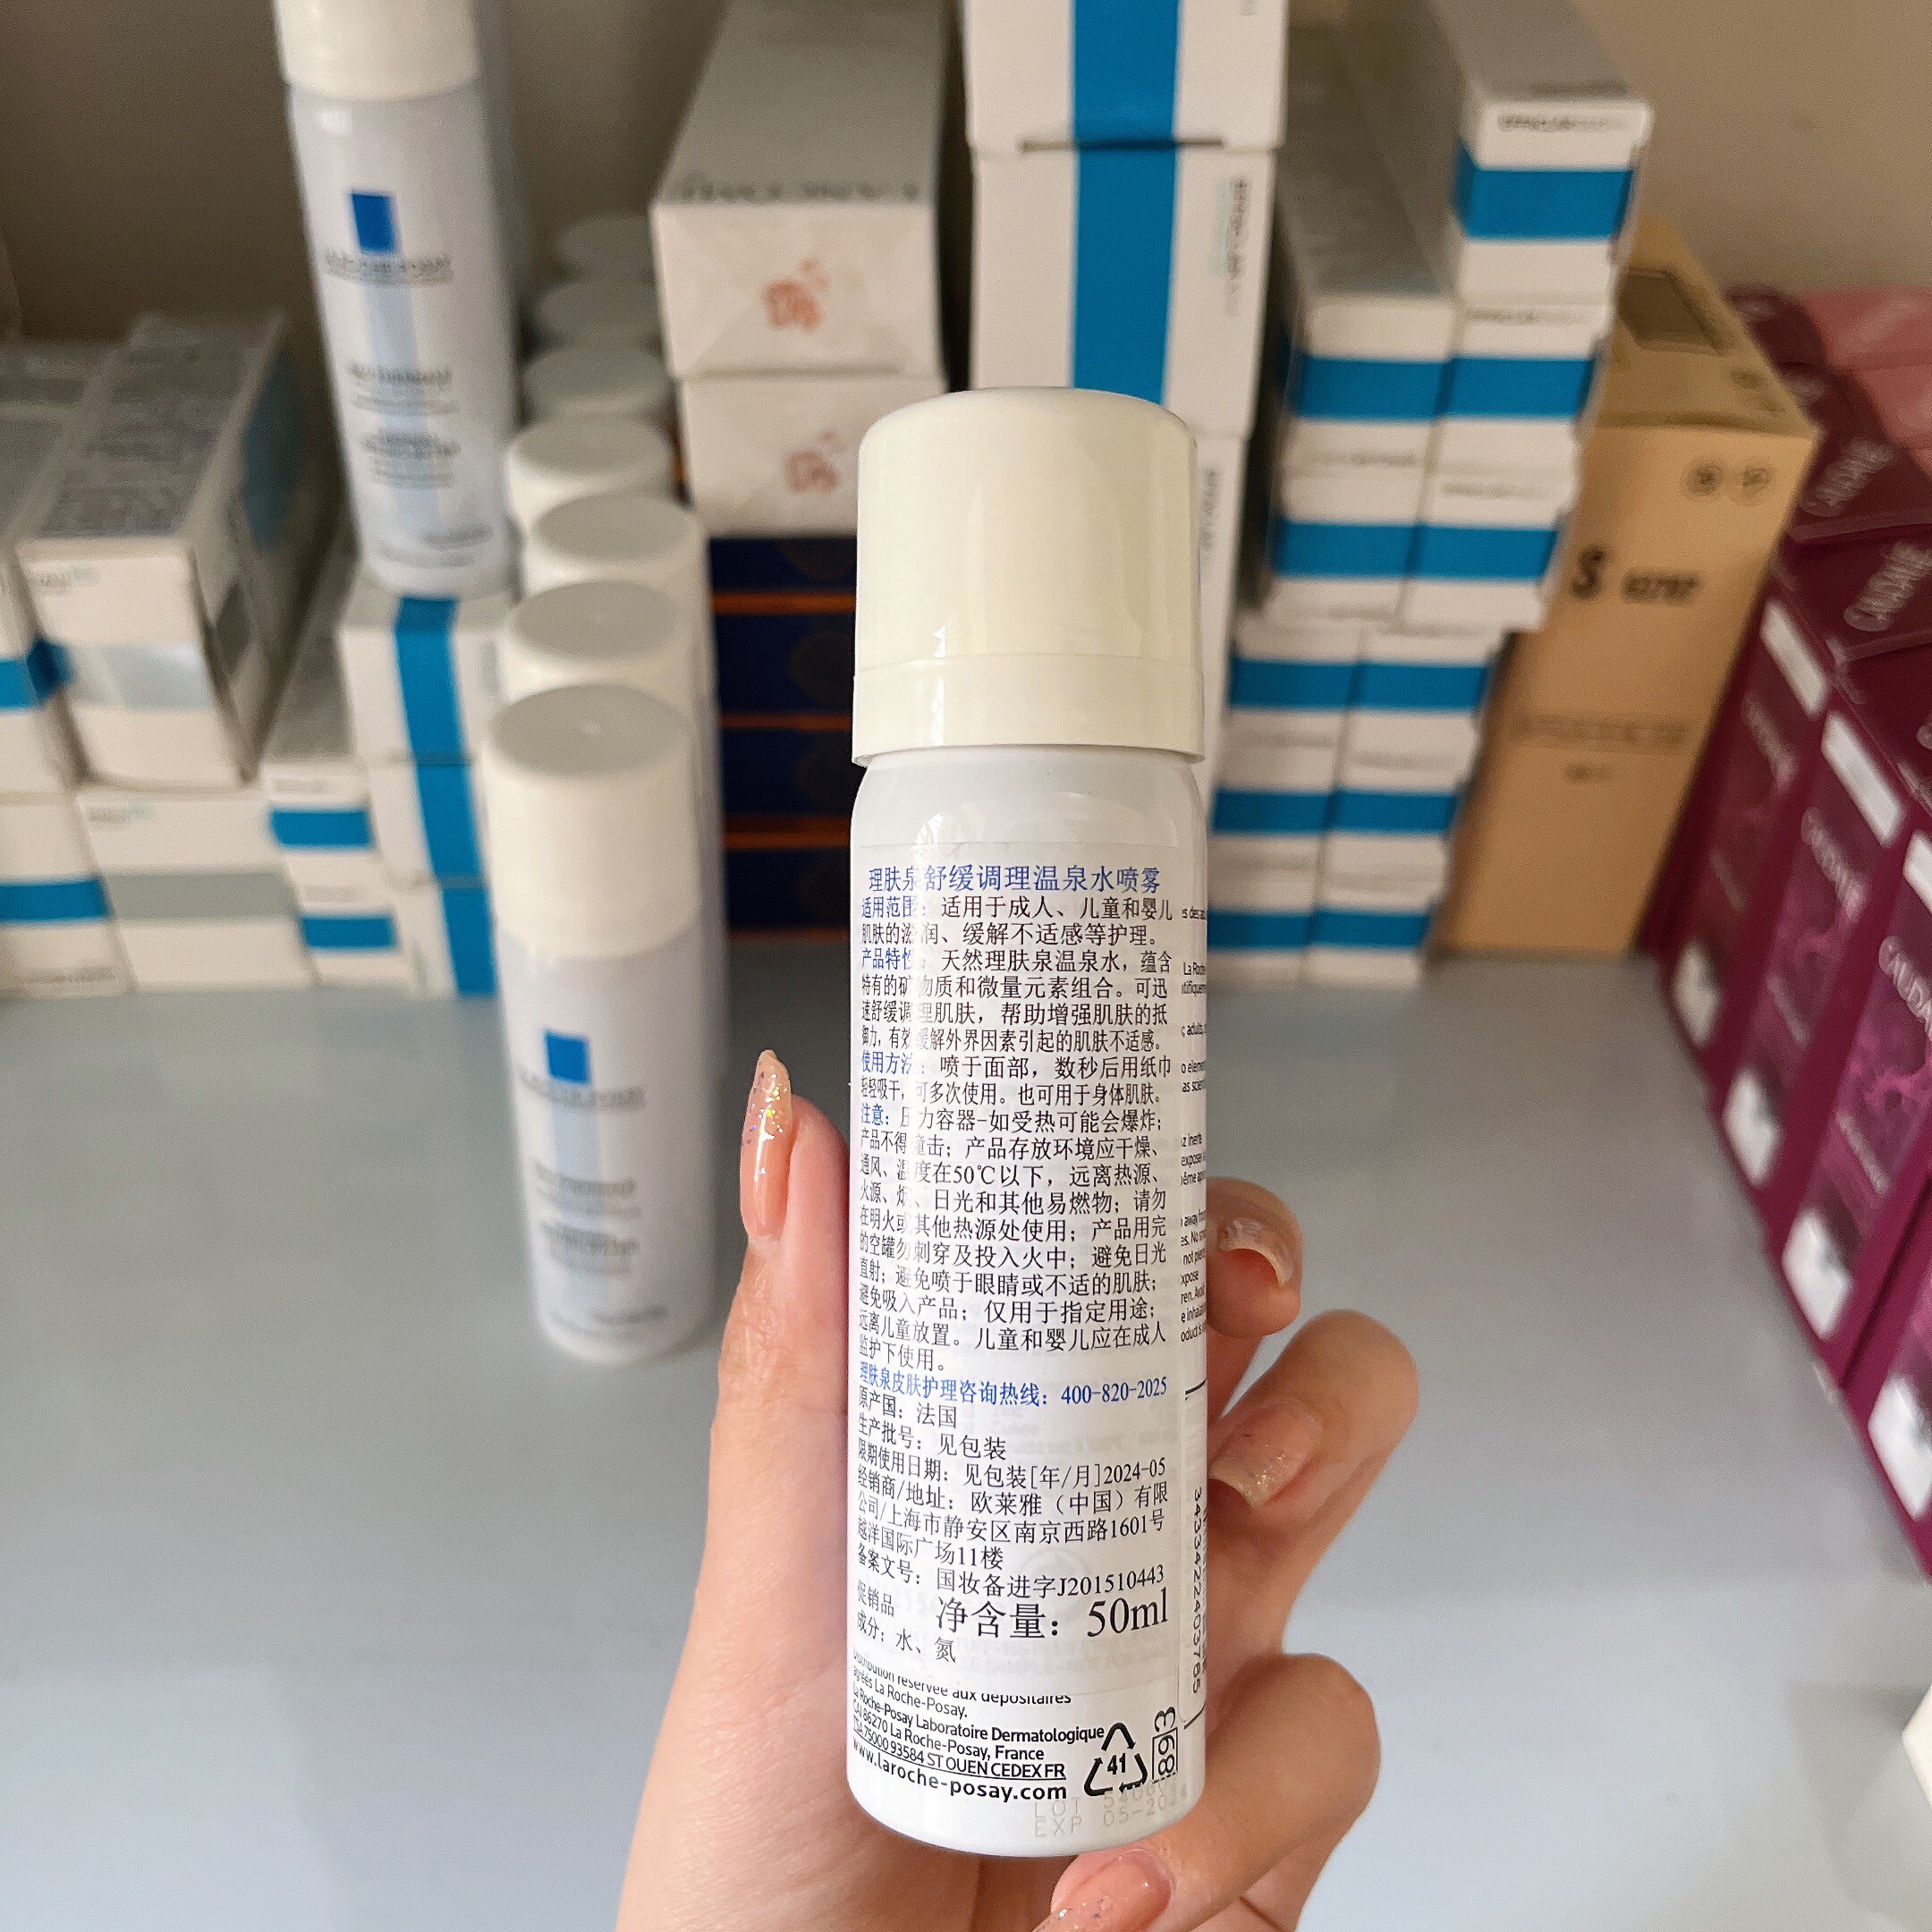 理肤泉舒缓调理温泉水喷雾
适用范围：适用于成人、儿童和婴儿
肌肤的滋润、缓解不适感等护理。
产品特性：天然理肤泉温泉水，蕴含
特有的矿物质和微量元素组合。可迅
速舒缓调理肌肤，帮助增强肌肤的抵
御力，有效缓解外界因素引起的肌肤不适感。
使用方法：喷于面部，数秒后用纸巾
轻轻吸干，可多次使用。也可用于身体肌肤。
注意：压力容器-如受热可能会爆炸；
产品不得撞击；产品存放环境应干燥、
通风、温度在50℃以下，远离热源、
火源、烟、日光和其他易燃物；请勿
在明火或其他热源处使用；产品用完
的空罐勿刺穿及投入火中；避免日光
直射；避免喷于眼睛或不适的肌肤；
避免吸入产品；仅用于指定用途；
远离儿童放置。儿童和婴儿应在成人
监护下使用。
理肤泉皮肤护理咨询热线：400-820-2025
原产国：法国
生产批号：见包装
限期使用日期：见包装[年/月]2024-05
经销商/地址：欧莱雅（中国）有限
公司/上海市静安区南京西路1601号
越洋国际广场11楼
备案文号：国妆备进字J201510443
促销品 净含量：50ml
成分：水、氮
Distribution réservée aux dépositaires
agréés La Roche-Posay.
La Roche-Posay Laboratoire Dermatologique
CAI 86270 La Roche-Posay, France
TSA 75000 93584 ST OUEN CEDEX FR
www.laroche-posay.com
41
368
LOT
EXP 05-2024
3433422403765
CAUDALIE
CAUDALIE